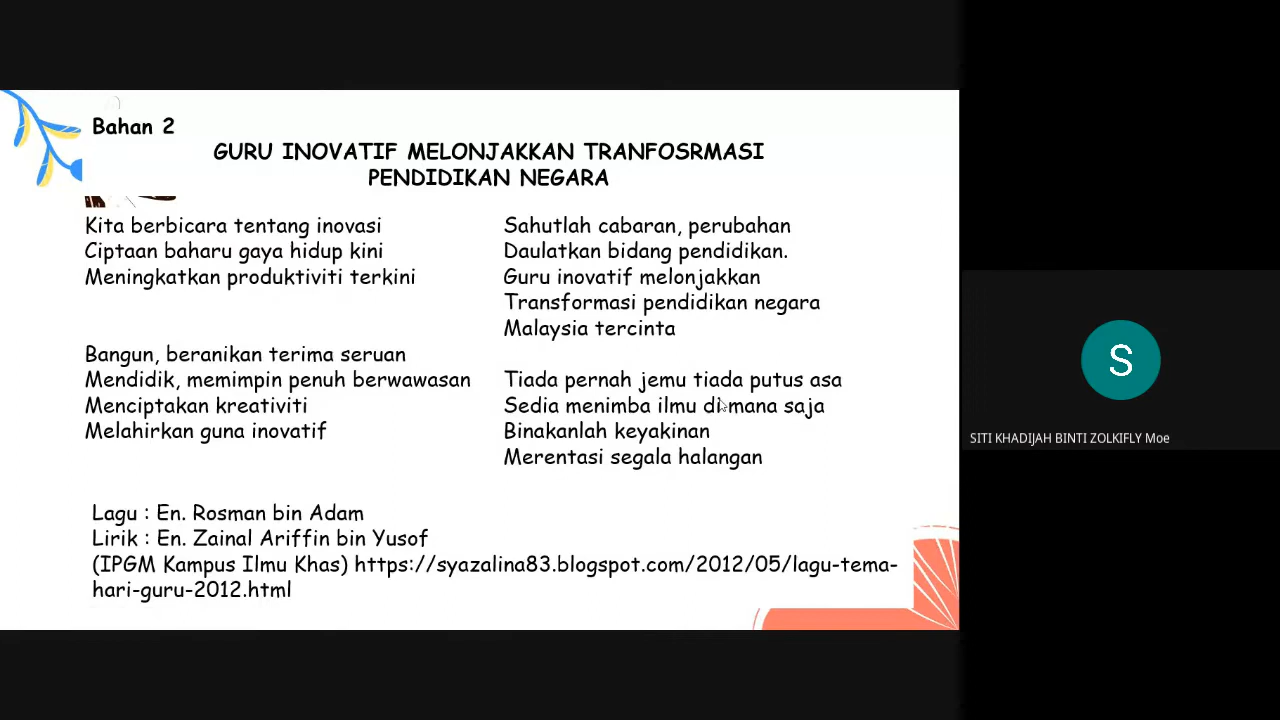 Bahan 2
GURU INOVATIF MELONJAKKAN TRANFOSRMASI
PENDIDIKAN NEGARA
Kita berbicara tentang inovasi
Ciptaan baharu gaya hidup kini
Meningkatkan produktiviti terkini
Bangun, beranikan terima seruan
Mendidik, memimpin penuh berwawasan
Menciptakan kreativiti
Melahirkan guna inovatif
Sahutlah cabaran, perubahan
Daulatkan bidang pendidikan.
Guru inovatif melonjakkan
Transformasi pendidikan negara
Malaysia tercinta
Tiada pernah jemu tiada putus asa
Sedia menimba ilmu di mana saja
Binakanlah keyakinan
Merentasi segala halangan
Lagu : En. Rosman bin Adam
Lirik : En. Zainal Ariffin bin Yusof
(IPGM Kampus Ilmu Khas) https://syazalina83.blogspot.com/2012/05/lagu-tema-
hari-guru-2012.html
S
SITI KHADIJAH BINTI ZOLKIFLY Moe